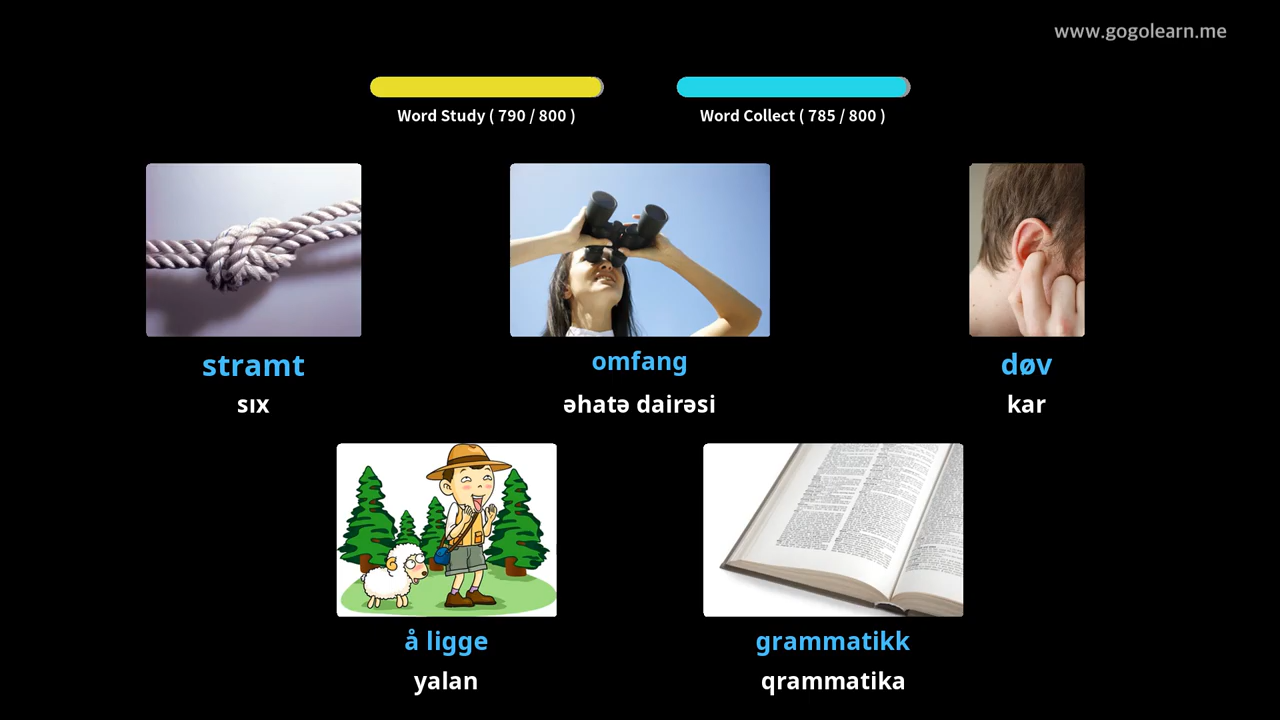 www.gogolearn.me
Word Study ( 790 / 800 )
Word Collect ( 785 / 800 )
stramt
omfang
døv
sıx
əhatə dairəsi
kar
å ligge
grammatikk
yalan
qrammatika